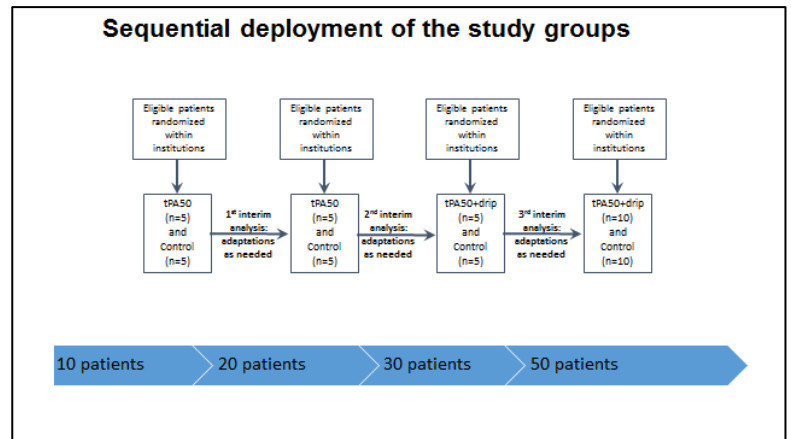 Sequential deployment of the study groups
Eligible patients
randomized
within
institutions
Eligible patients
randomized
within
institutions
Eligible patients
randomized
within
institutions
Eligible patients
randomized
within
institutions
tPA50
(n=5)
and
Control
(n=5)
1st interim
analysis:
adaptations
as needed
tPA50
(n=5)
and
Control
(n=5)
2nd interim
analysis:
adaptations
as needed
tPA50+drip
(n=5)
and
Control
(n=5)
3rd interim
analysis:
adaptations
as needed
tPA50+drip
(n=10)
and
Control
(n=10)
10 patients
20 patients
30 patients
50 patients